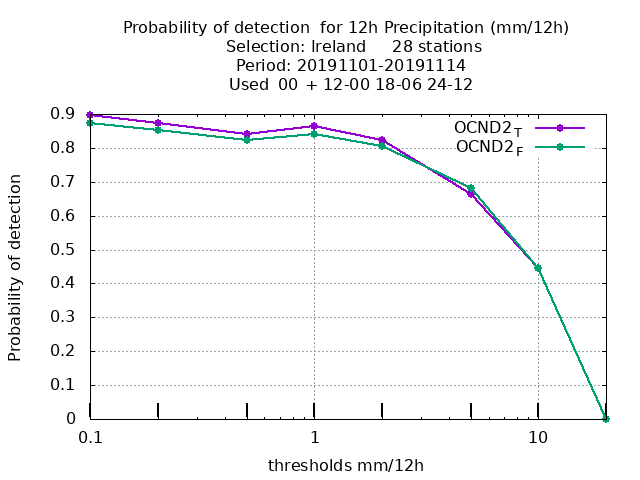 Probability of detection  for 12h Precipitation (mm/12h)
Selection: Ireland     28 stations
Period: 20191101-20191114
Used  00 + 12-00 18-06 24-12
OCND2_T
OCND2_F
0.9
0.8
0.7
0.6
0.5
0.4
0.3
0.2
0.1
0
Probability of detection
0.1 1 10
thresholds mm/12h